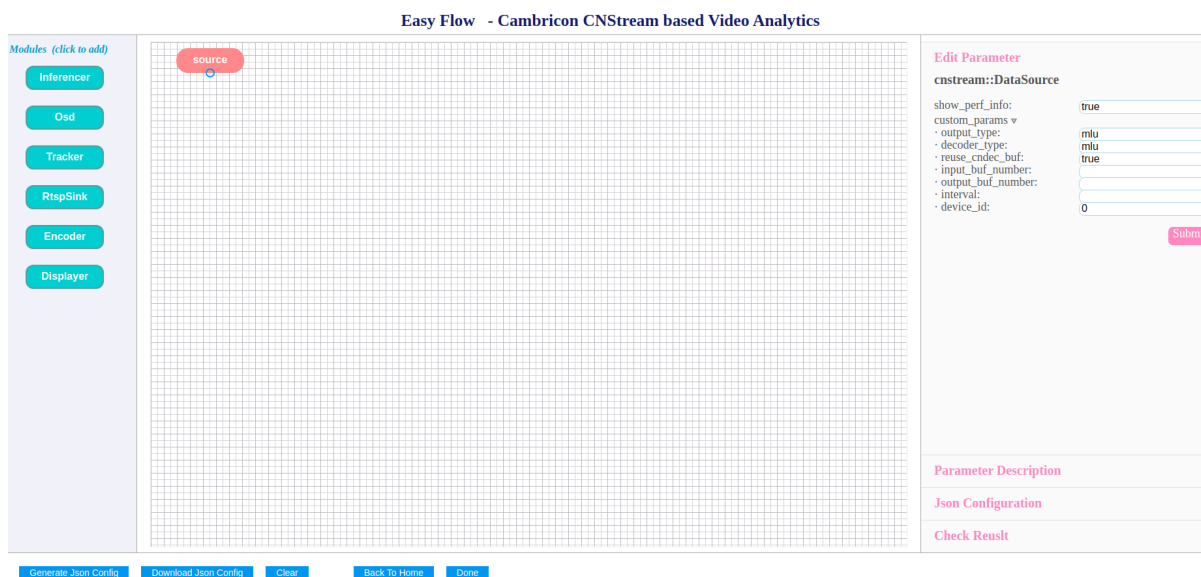 Easy Flow - Cambricon CNStream based Video Analytics
Modules (click to add)
Inferencer
Osd
Tracker
RtspSink
Encoder
Displayer
source
Edit Parameter
cnstream::DataSource
show_perf_info: true
custom_params
· output_type: mlu
· decoder_type: mlu
· reuse_cndec_buf: true
· input_buf_number:
· output_buf_number:
· interval:
· device_id: 0
Subm
Parameter Description
Json Configuration
Check Reuslt
Generate Json Config Download Json Config Clear Back To Home Done